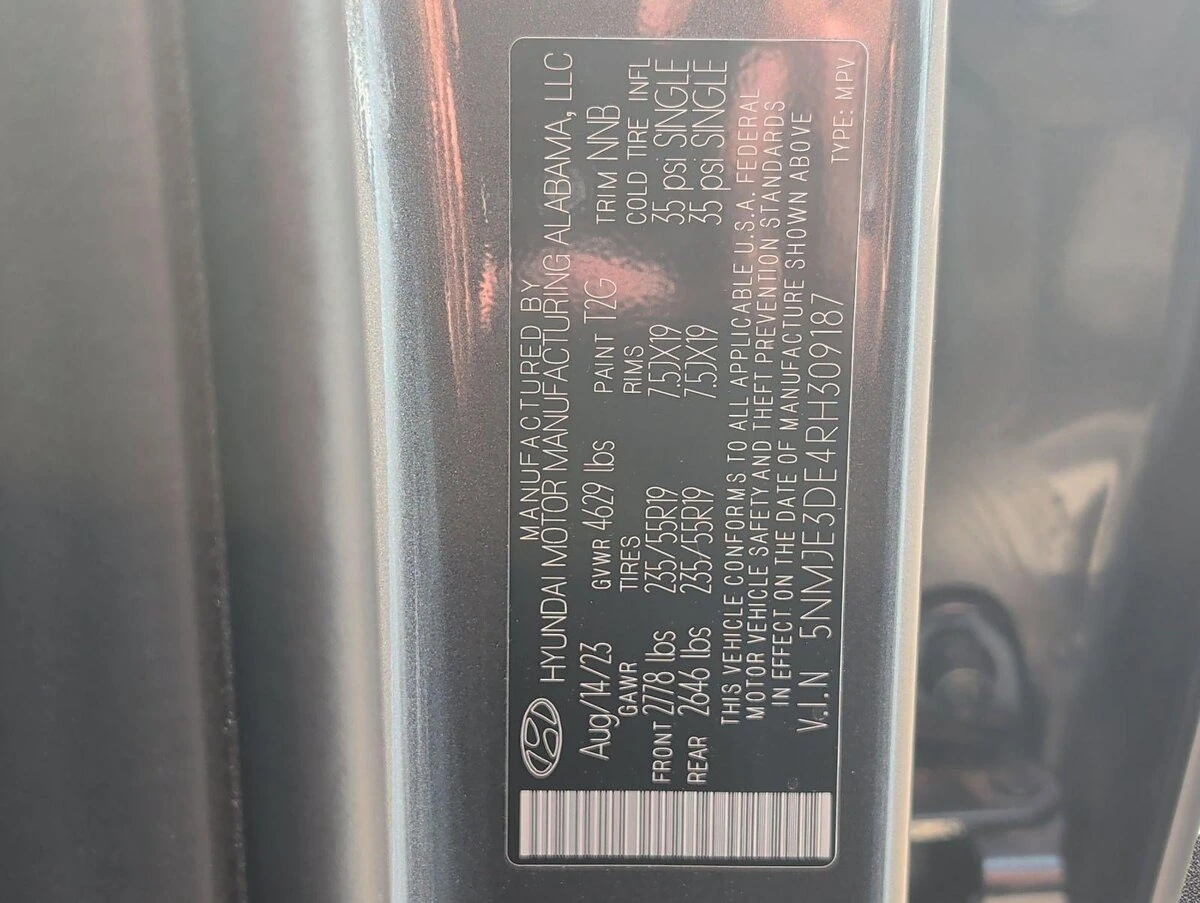 MANUFACTURED BY
HYUNDAI MOTOR MANUFACTURING ALABAMA, LLC
Aug/14/23 GVWR 4629 lbs PAINT T2G TRIM NNB
GAWR TIRES RIMS COLD TIRE INFL
FRONT 2778 lbs 235/55R19 7.5JX19 35 psi SINGLE
REAR 2646 lbs 235/55R19 7.5JX19 35 psi SINGLE
THIS VEHICLE CONFORMS TO ALL APPLICABLE U.S.A. FEDERAL
MOTOR VEHICLE SAFETY AND THEFT PREVENTION STANDARDS
IN EFFECT ON THE DATE OF MANUFACTURE SHOWN ABOVE
V.I.N 5NMJE3DE4RH309187 TYPE: MPV